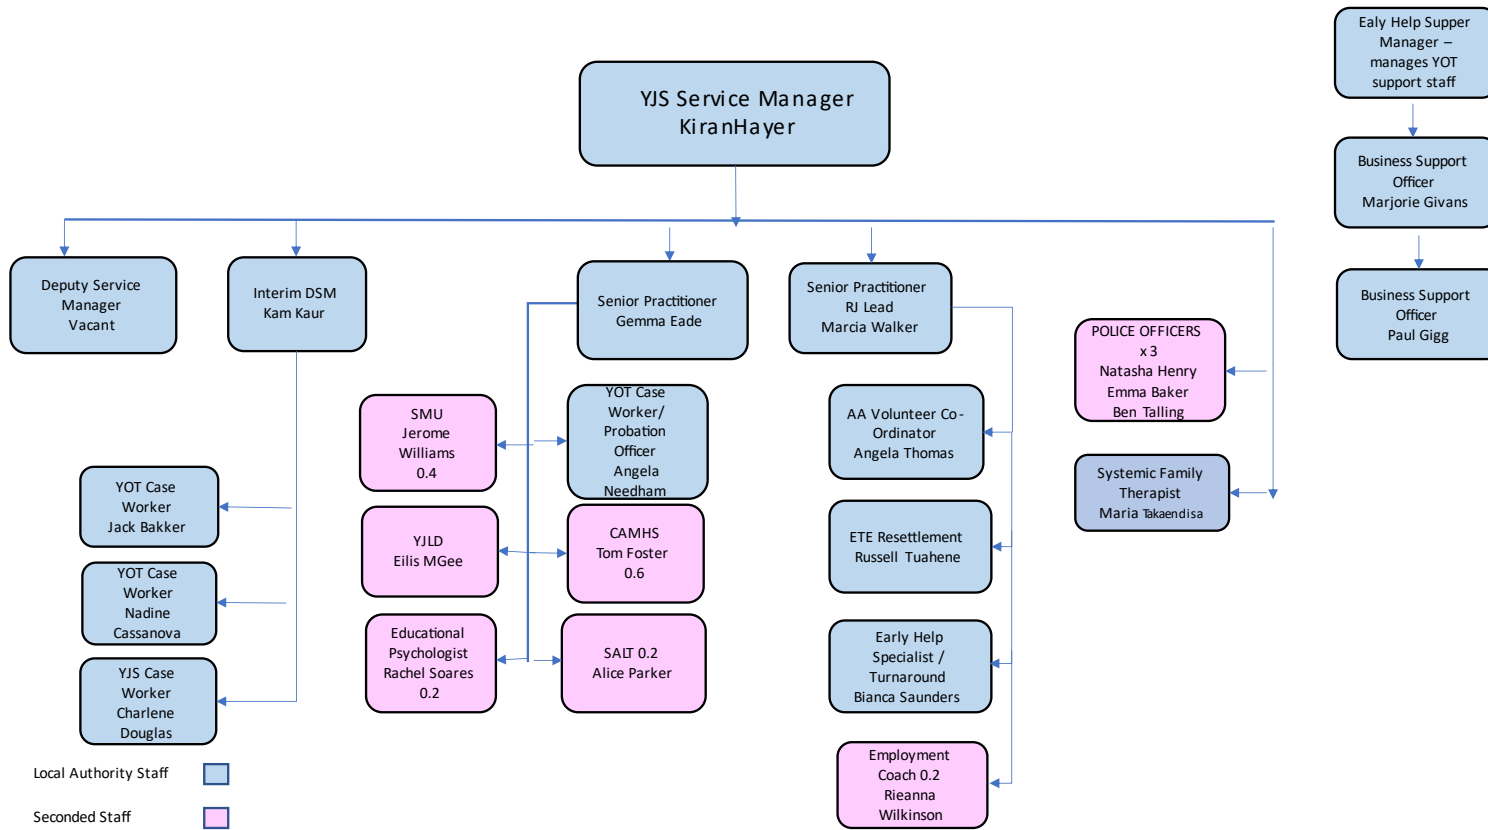 Ealy Help Supper
Manager –
manages YOT
support staff
YJS Service Manager
KiranHayer
Business Support
Officer
Marjorie Givans
Deputy Service
Manager
Vacant
Interim DSM
Kam Kaur
Senior Practitioner
Gemma Eade
Senior Practitioner
RJ Lead
Marcia Walker
Business Support
Officer
Paul Gigg
POLICE OFFICERS
x 3
Natasha Henry
Emma Baker
Ben Talling
SMU
Jerome
Williams
0.4
YOT Case
Worker/
Probation
Officer
Angela
Needham
AA Volunteer Co-
Ordinator
Angela Thomas
Systemic Family
Therapist
Maria Takaendisa
YOT Case
Worker
Jack Bakker
YJLD
Eilis MGee
CAMHS
Tom Foster
0.6
ETE Resettlement
Russell Tuahene
YOT Case
Worker
Nadine
Cassanova
Educational
Psychologist
Rachel Soares
0.2
SALT 0.2
Alice Parker
Early Help
Specialist /
Turnaround
Bianca Saunders
YJS Case
Worker
Charlene
Douglas
Employment
Coach 0.2
Rieanna
Wilkinson
Local Authority Staff
Seconded Staff